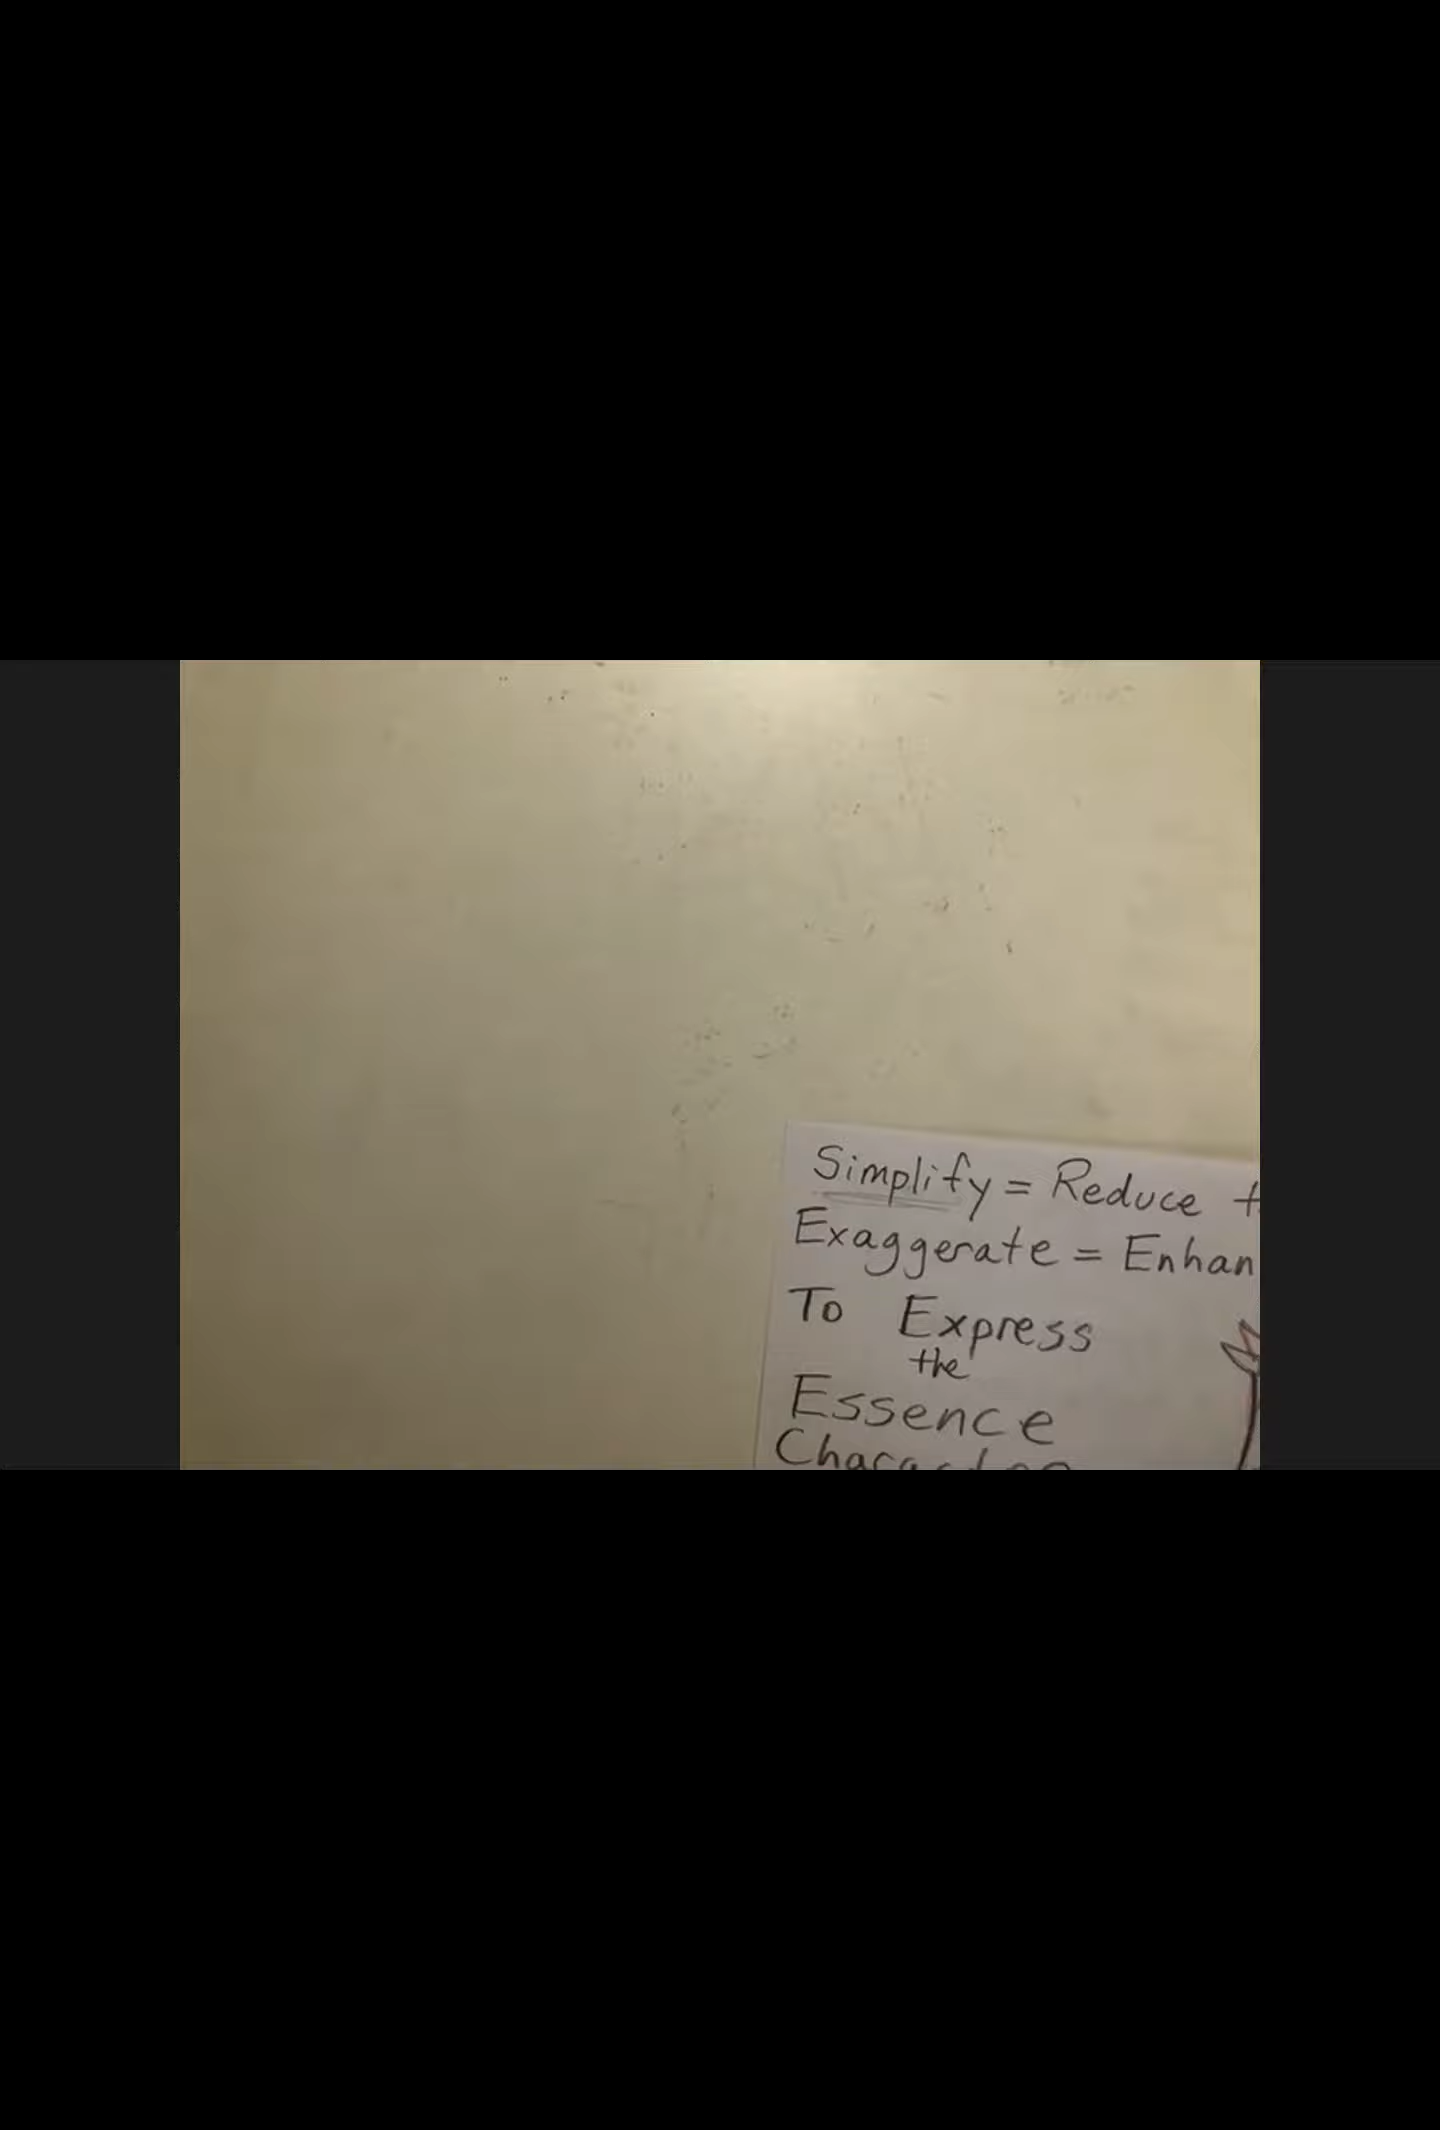 Simplify = Reduce
Exaggerate = Enhan
To Express
the
Essence